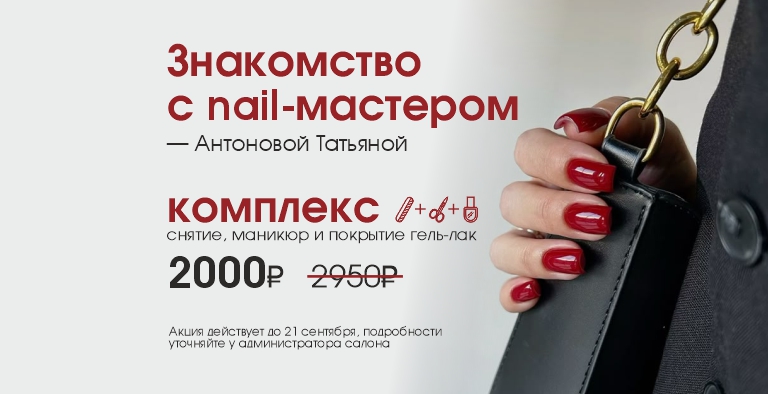 Знакомство
с nail-мастером
— Антоновой Татьяной
комплекс
снятие, маникюр и покрытие гель-лак
2000₽ 2950₽
Акция действует до 21 сентября, подробности
уточняйте у администратора салона